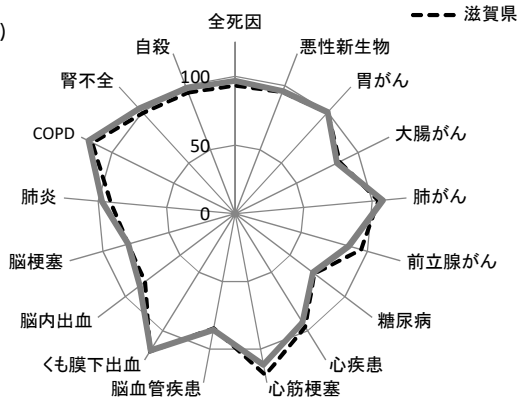 )
滋賀県
全死因
悪性新生物
胃がん
大腸がん
肺がん
前立腺がん
糖尿病
心疾患
心筋梗塞
脳血管疾患
くも膜下出血
脳内出血
脳梗塞
肺炎
COPD
腎不全
自殺
100
50
0